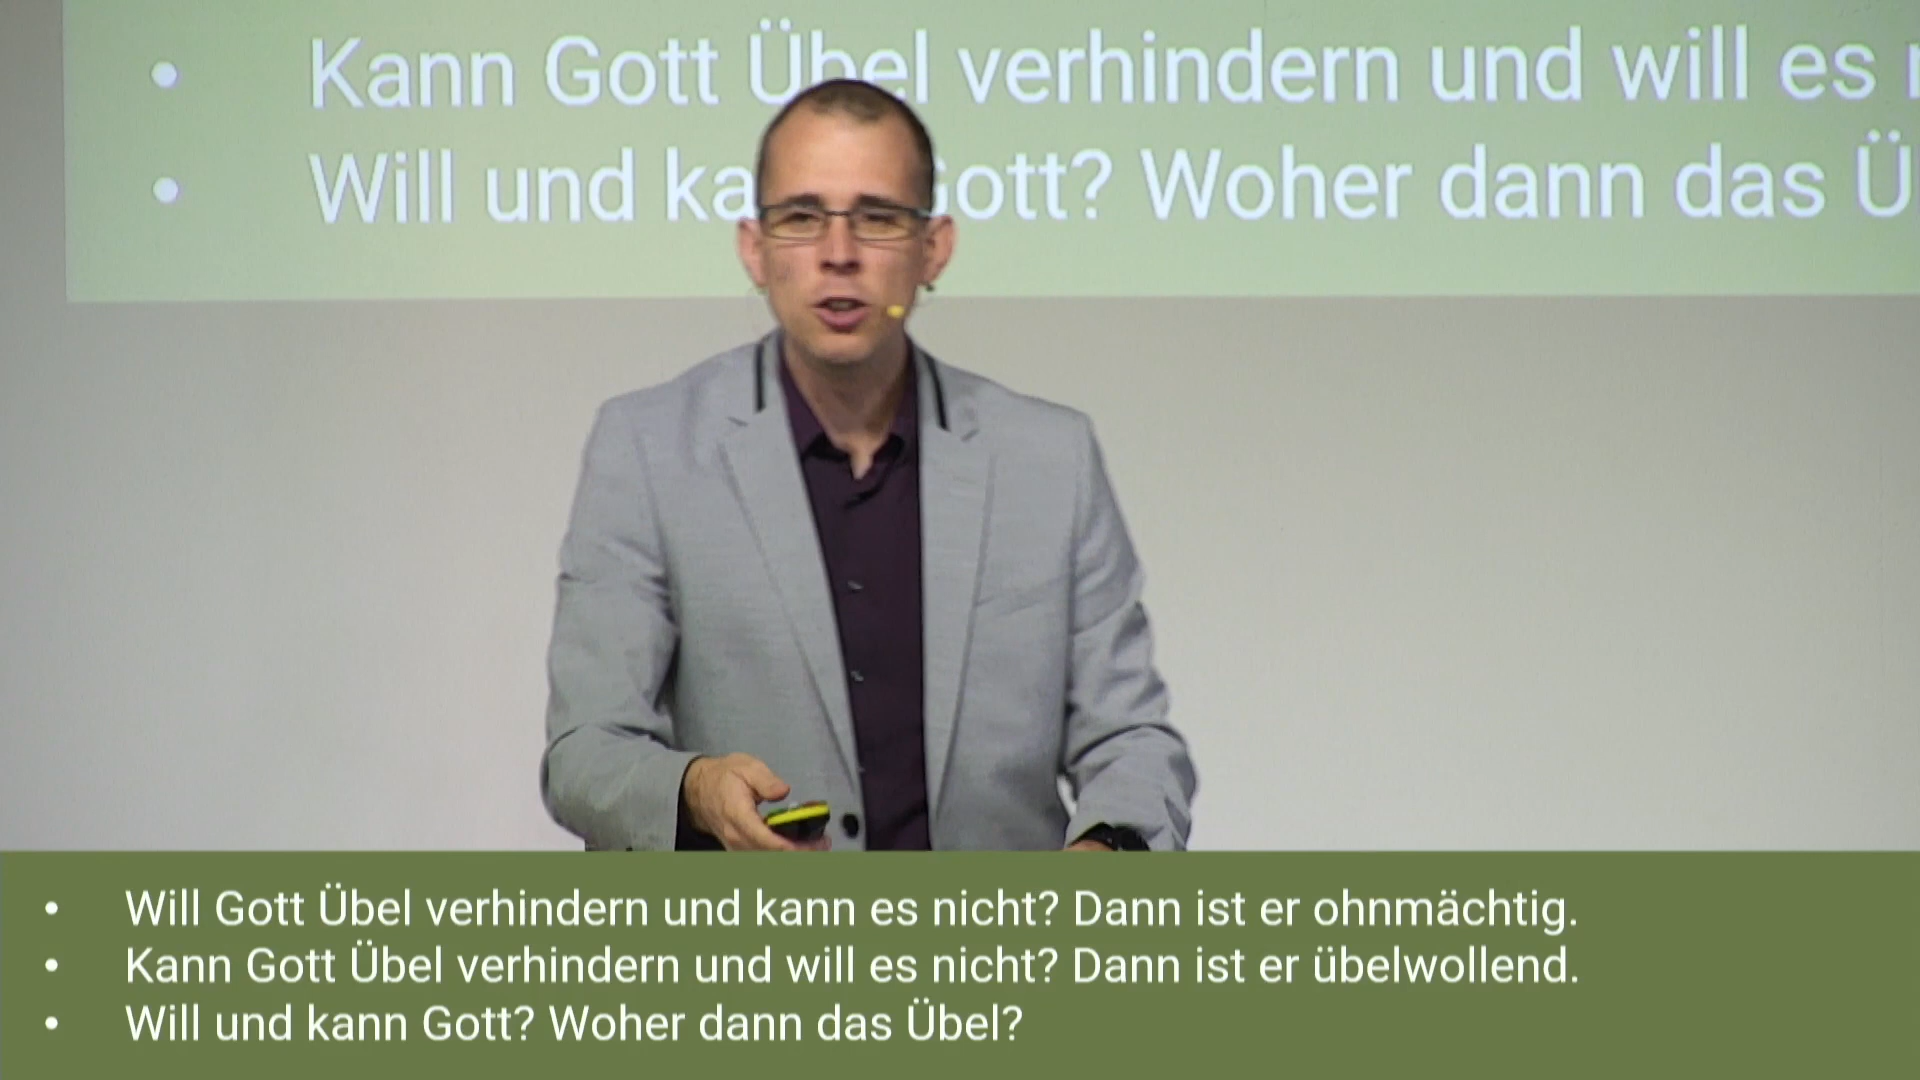 • Kann Gott Übel verhindern und will es
• Will und ka Gott? Woher dann das Ü
• Will Gott Übel verhindern und kann es nicht? Dann ist er ohnmächtig.
• Kann Gott Übel verhindern und will es nicht? Dann ist er übelwollend.
• Will und kann Gott? Woher dann das Übel?